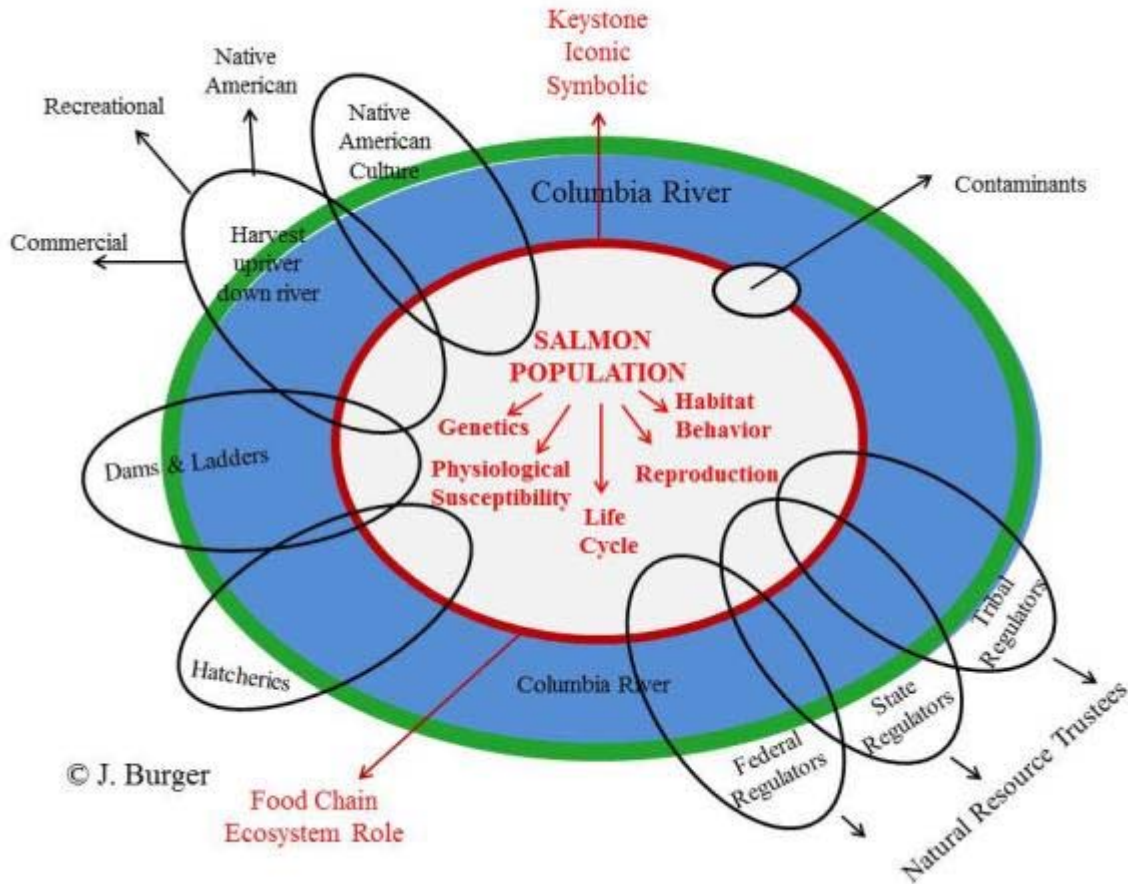 Keystone
Iconic
Symbolic
Native
American
Recreational
Native
American
Culture
Commercial
Harvest
upriver
down river
Columbia River
Contaminants
SALMON
POPULATION
Genetics
Physiological
Susceptibility
Life
Cycle
Reproduction
Habitat
Behavior
Dams & Ladders
Hatcheries
Columbia River
Federal
Regulators
State
Regulators
Tribal
Regulators
Natural Resource Trustees
© J. Burger
Food Chain
Ecosystem Role